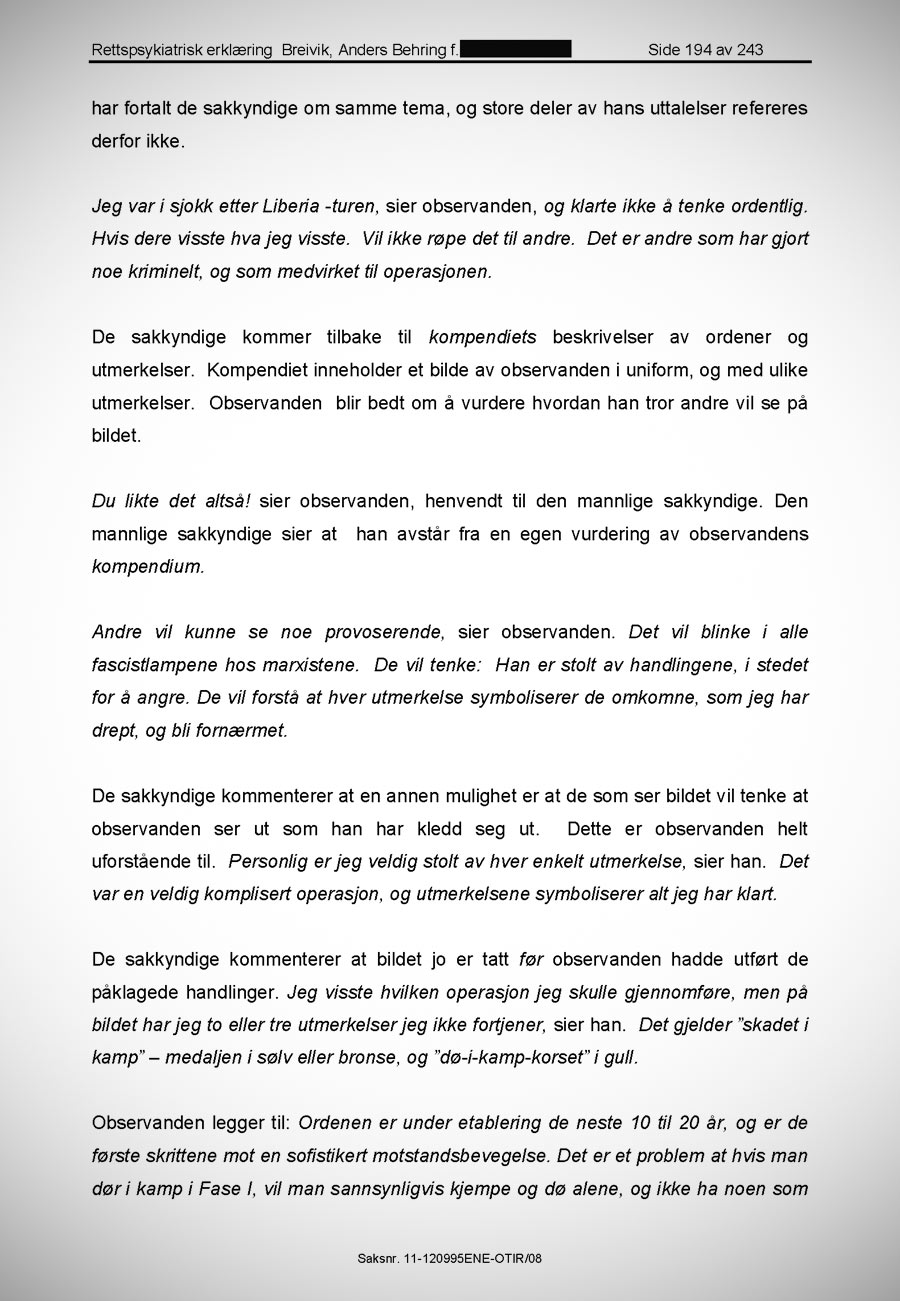 Rettspsykiatrisk erklæring  Breivik, Anders Behring f. Side 194 av 243
har fortalt de sakkyndige om samme tema, og store deler av hans uttalelser refereres
derfor ikke.
Jeg var i sjokk etter Liberia -turen, sier observanden, og klarte ikke å tenke ordentlig.
Hvis dere visste hva jeg visste.  Vil ikke røpe det til andre.  Det er andre som har gjort
noe kriminelt, og som medvirket til operasjonen.
De sakkyndige kommer tilbake til kompendiets beskrivelser av ordener og
utmerkelser.  Kompendiet inneholder et bilde av observanden i uniform, og med ulike
utmerkelser.  Observanden  blir bedt om å vurdere hvordan han tror andre vil se på
bildet.
Du likte det altså! sier observanden, henvendt til den mannlige sakkyndige. Den
mannlige sakkyndige sier at  han avstår fra en egen vurdering av observandens
kompendium.
Andre vil kunne se noe provoserende, sier observanden. Det vil blinke i alle
fascistlampene hos marxistene.  De vil tenke:  Han er stolt av handlingene, i stedet
for å angre. De vil forstå at hver utmerkelse symboliserer de omkomne, som jeg har
drept, og bli fornærmet.
De sakkyndige kommenterer at en annen mulighet er at de som ser bildet vil tenke at
observanden ser ut som han har kledd seg ut.  Dette er observanden helt
uforstående til.  Personlig er jeg veldig stolt av hver enkelt utmerkelse, sier han.  Det
var en veldig komplisert operasjon, og utmerkelsene symboliserer alt jeg har klart.
De sakkyndige kommenterer at bildet jo er tatt før observanden hadde utført de
påklagede handlinger. Jeg visste hvilken operasjon jeg skulle gjennomføre, men på
bildet har jeg to eller tre utmerkelser jeg ikke fortjener, sier han.  Det gjelder ”skadet i
kamp” – medaljen i sølv eller bronse, og ”dø-i-kamp-korset” i gull.
Observanden legger til: Ordenen er under etablering de neste 10 til 20 år, og er de
første skrittene mot en sofistikert motstandsbevegelse. Det er et problem at hvis man
dør i kamp i Fase I, vil man sannsynligvis kjempe og dø alene, og ikke ha noen som
Saksnr. 11-120995ENE-OTIR/08